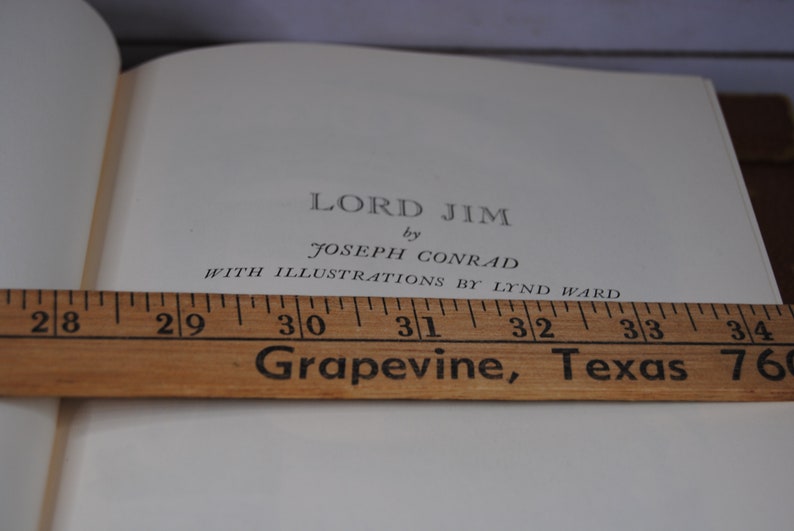 LORD JIM
by
JOSEPH CONRAD
WITH ILLUSTRATIONS BY LYND WARD
28 29 30 31 32 33 34
Grapevine, Texas 760